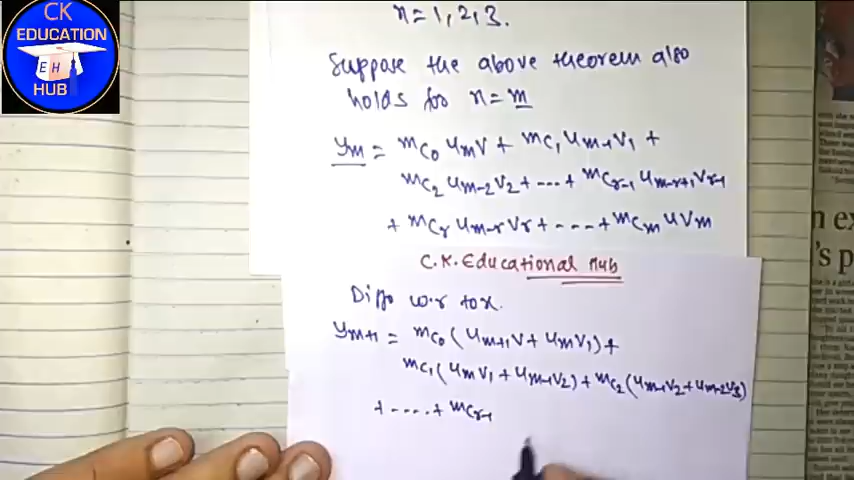 CK
EDUCATION
EH
HUB
n=1,2,3.
Suppose the above theorem also
holds for n=m
yₘ = ᵐC₀ uₘv + ᵐC₁ uₘ₋₁v₁ +
ᵐC₂ uₘ₋₂v₂ + --- + ᵐCᵣ₋₁ uₘ₋ᵣ₊₁vᵣ₋₁
+ ᵐCᵣ uₘ₋ᵣvᵣ + ---- + ᵐCₘ uvₘ
C.K.Educational Hub
Diff w.r to x.
yₘ₊₁ = ᵐC₀(uₘ₊₁v + uₘv₁) +
ᵐC₁(uₘv₁ + uₘ₋₁v₂) + ᵐC₂(uₘ₋₁v₂ + uₘ₋₂v₃)
+ ---- + ᵐCᵣ₋₁